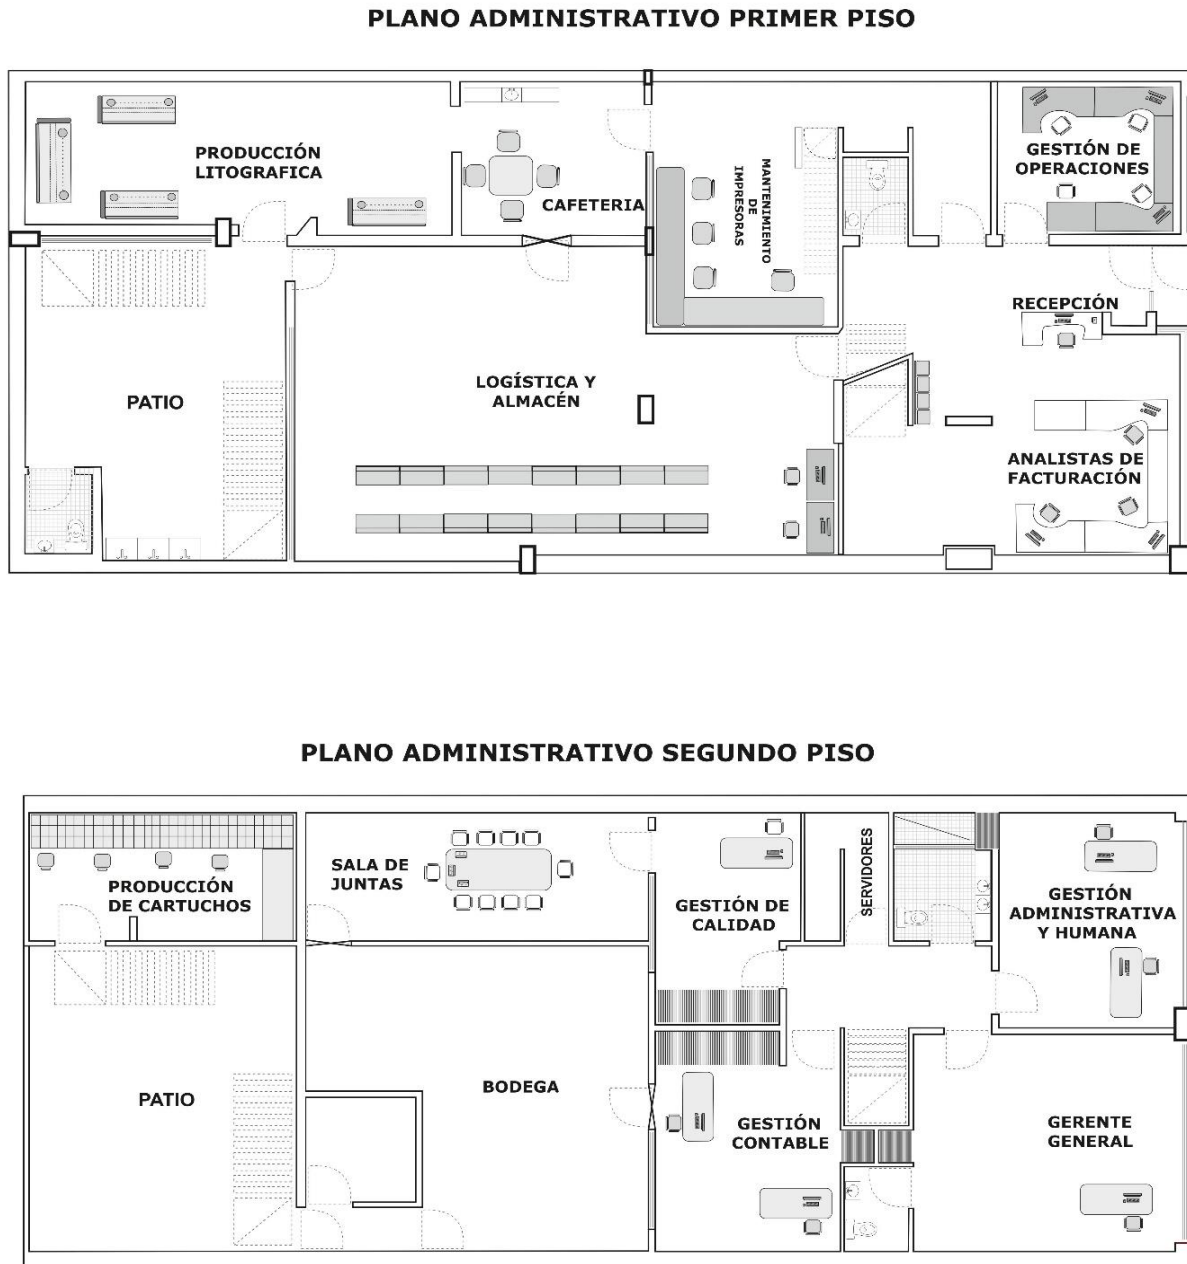 PLANO ADMINISTRATIVO PRIMER PISO
PRODUCCIÓN
LITOGRAFICA
CAFETERIA
MANTENIMIENTO
DE
IMPRESORAS
GESTIÓN DE
OPERACIONES
RECEPCIÓN
PATIO
LOGÍSTICA Y
ALMACÉN
ANALISTAS DE
FACTURACIÓN
PLANO ADMINISTRATIVO SEGUNDO PISO
PRODUCCIÓN
DE CARTUCHOS
SALA DE
JUNTAS
GESTIÓN DE
CALIDAD
SERVIDORES
GESTIÓN
ADMINISTRATIVA
Y HUMANA
PATIO
BODEGA
GESTIÓN
CONTABLE
GERENTE
GENERAL